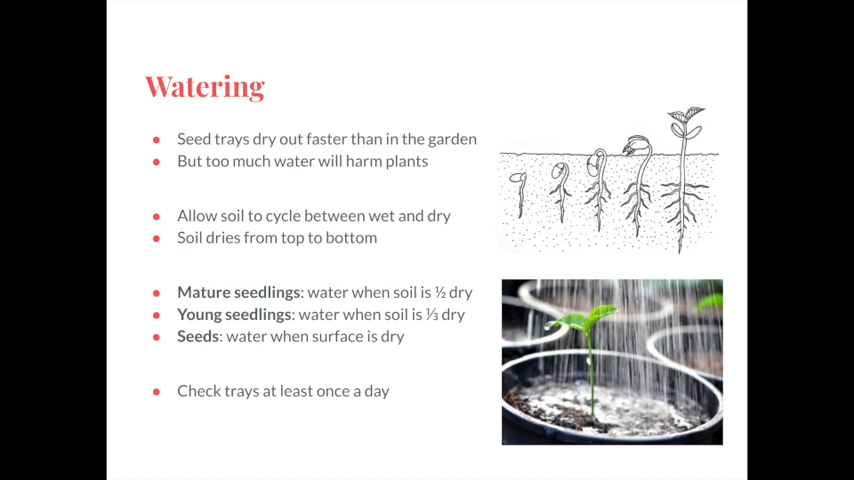 Watering
● Seed trays dry out faster than in the garden
● But too much water will harm plants
● Allow soil to cycle between wet and dry
● Soil dries from top to bottom
● Mature seedlings: water when soil is ½ dry
● Young seedlings: water when soil is ⅓ dry
● Seeds: water when surface is dry
● Check trays at least once a day